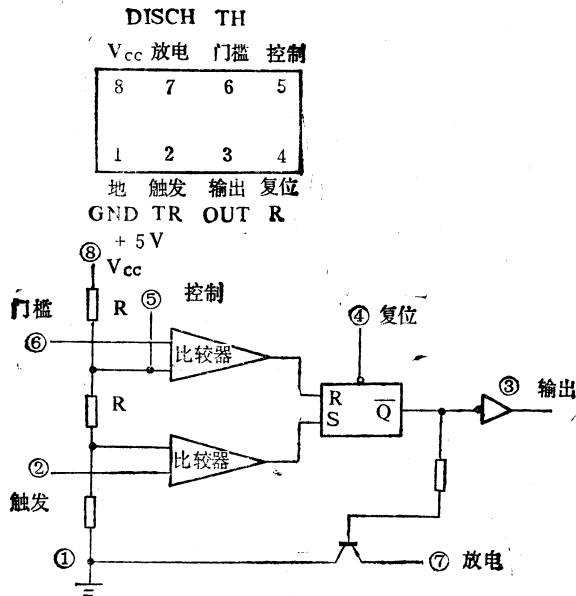 DISCH TH
Vcc 放电 门槛 控制
8 7 6 5
1 2 3 4
地 触发 输出 复位
GND TR OUT R
⑧ +5V
Vcc
门槛 R ⑤ 控制 ④ 复位
⑥ 比较器 ③ 输出
R R Q̅
S
② 比较器
触发
① ⑦ 放电